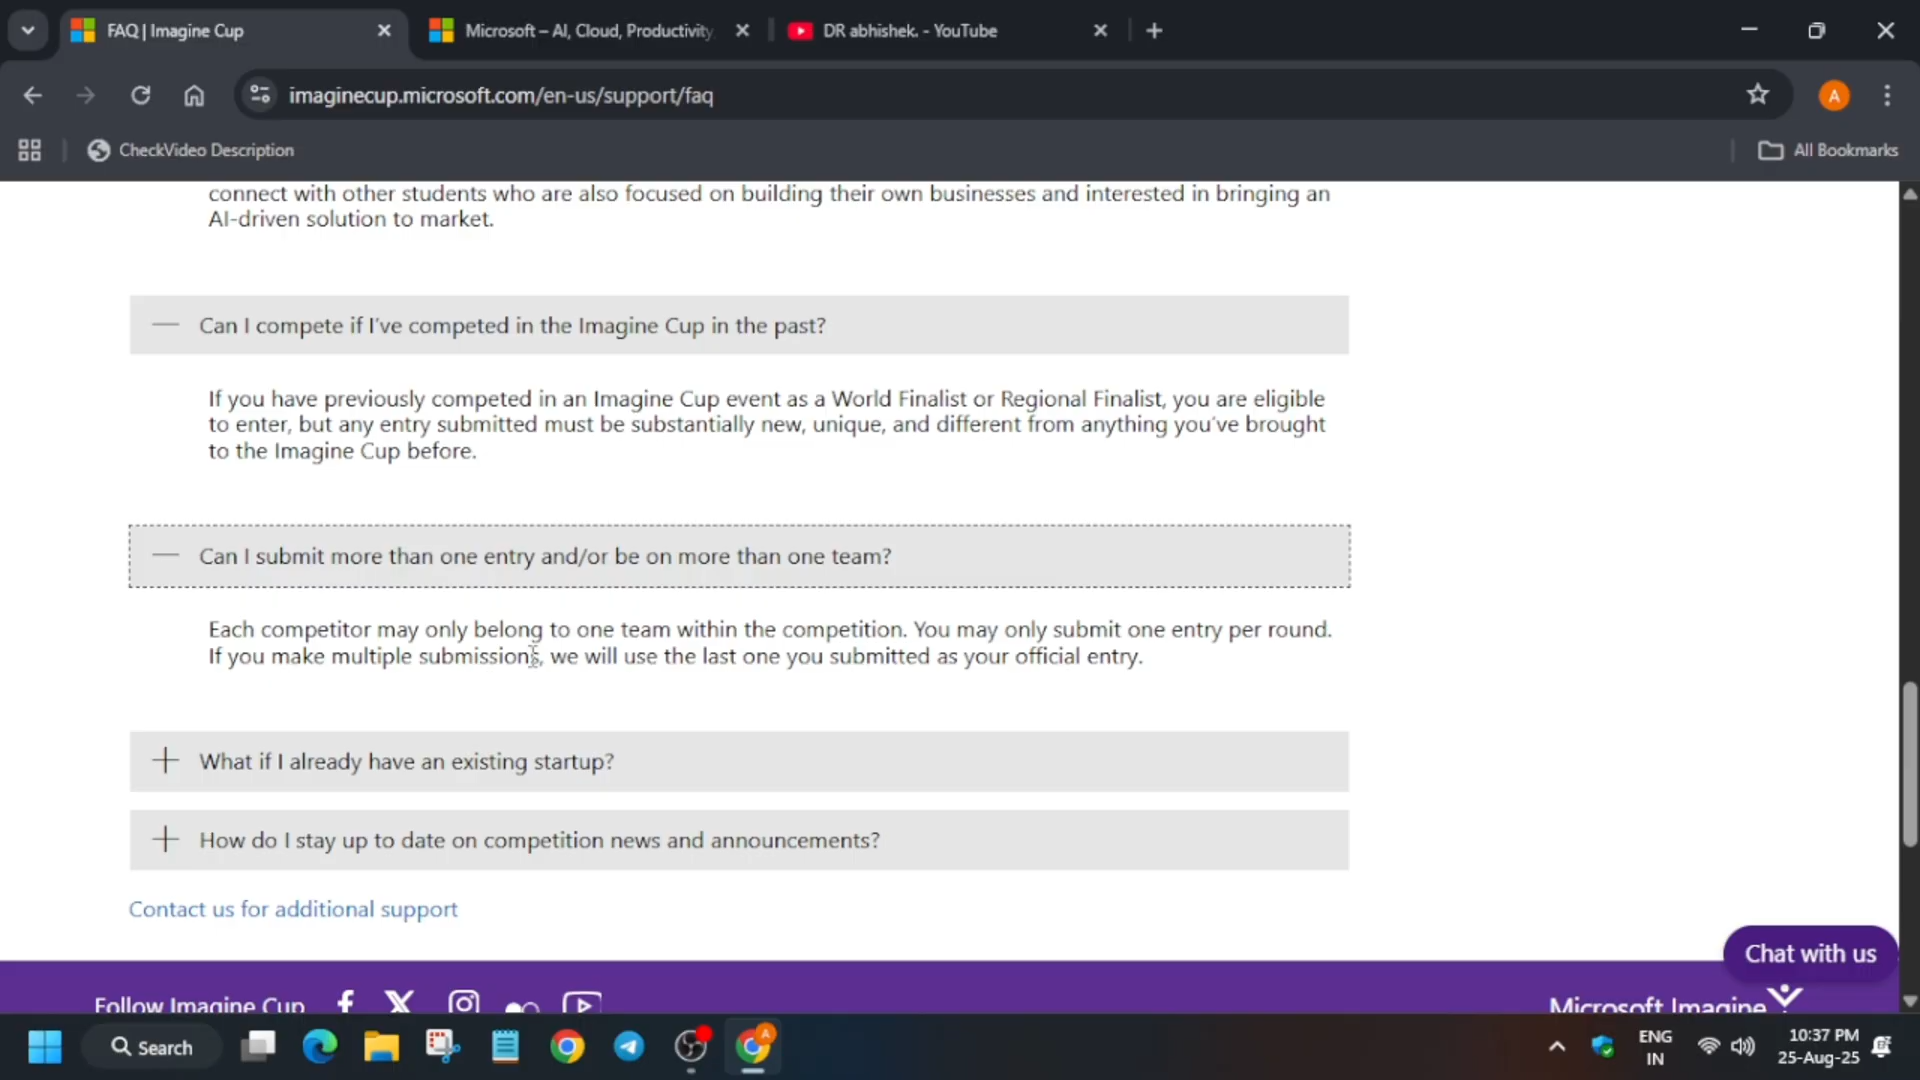 FAQ | Imagine Cup
Microsoft – AI, Cloud, Productivity
DR abhishek. - YouTube
imaginecup.microsoft.com/en-us/support/faq
A
CheckVideo Description
All Bookmarks
connect with other students who are also focused on building their own businesses and interested in bringing an
AI-driven solution to market.
Can I compete if I've competed in the Imagine Cup in the past?
If you have previously competed in an Imagine Cup event as a World Finalist or Regional Finalist, you are eligible
to enter, but any entry submitted must be substantially new, unique, and different from anything you've brought
to the Imagine Cup before.
Can I submit more than one entry and/or be on more than one team?
Each competitor may only belong to one team within the competition. You may only submit one entry per round.
If you make multiple submissions, we will use the last one you submitted as your official entry.
What if I already have an existing startup?
How do I stay up to date on competition news and announcements?
Contact us for additional support
Chat with us
Follow Imagine Cup
Microsoft Imagine
Search
A
ENG
IN
10:37 PM
25-Aug-25